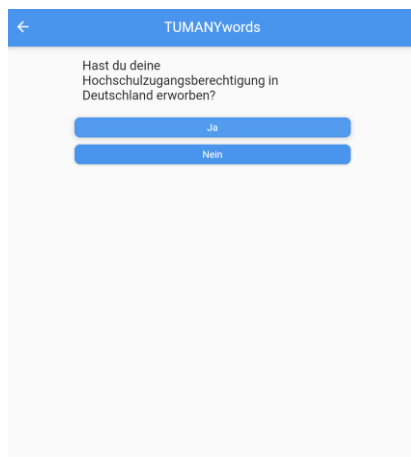 TUMANYwords
Hast du deine
Hochschulzugangsberechtigung in
Deutschland erworben?
Ja
Nein